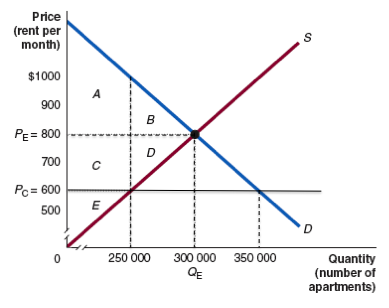 Price
(rent per
month)
S
$1000
A
900
B
PE = 800
D
700
C
PC = 600
E
500
D
0
250 000
300 000
350 000
QE
Quantity
(number of
apartments)